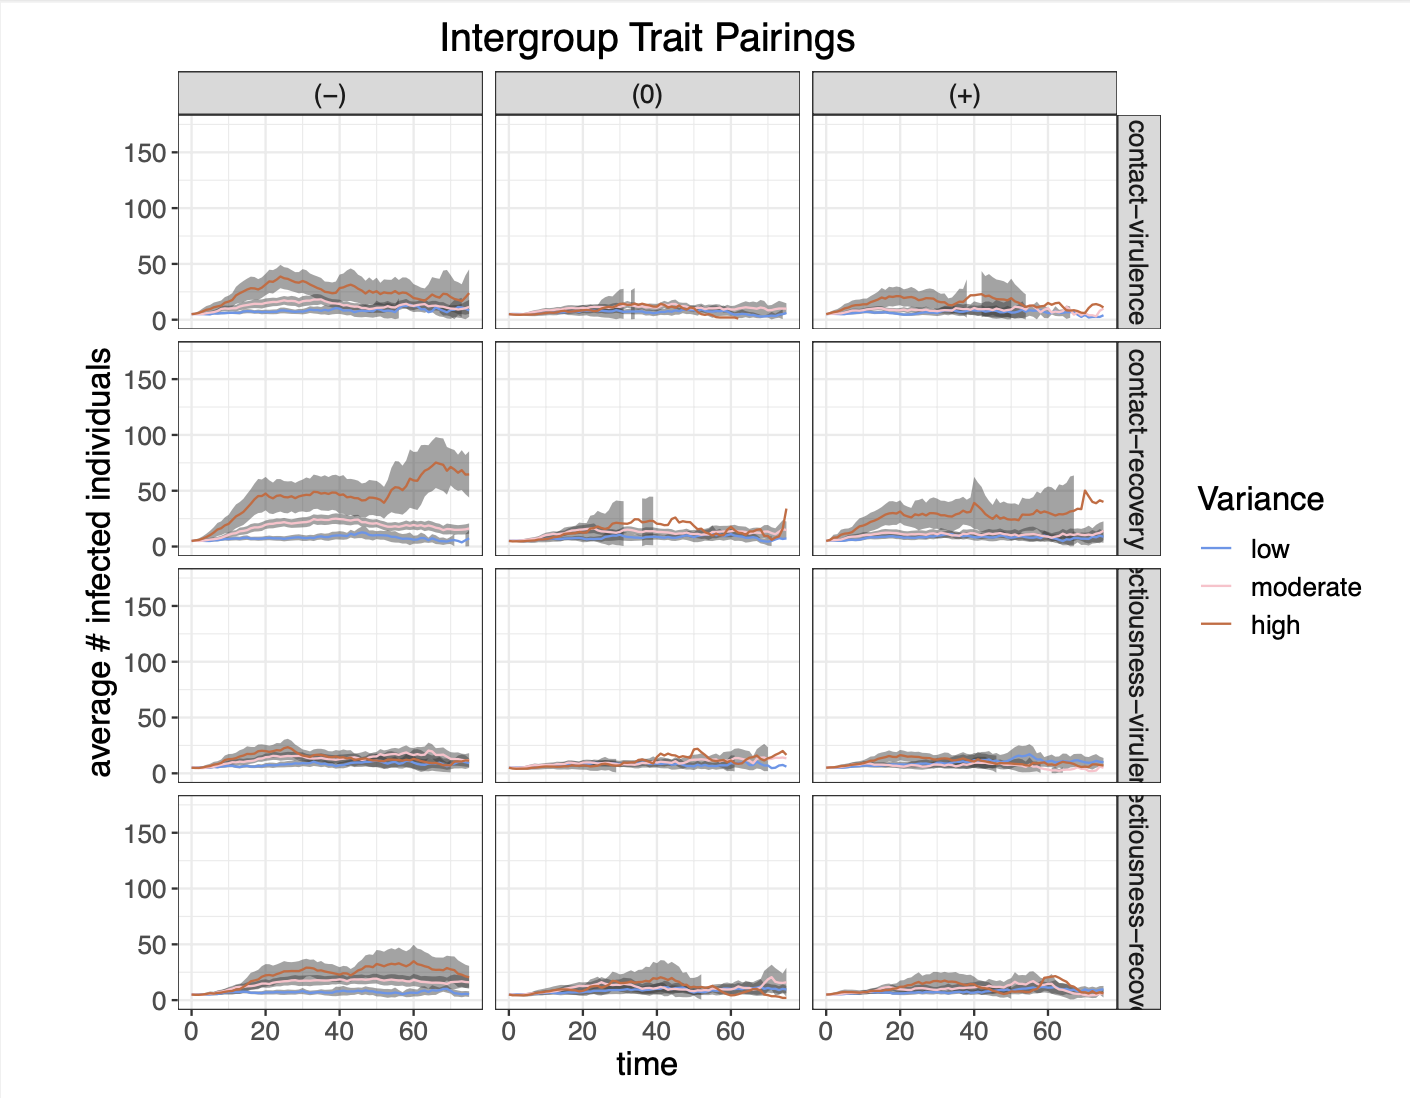 Intergroup Trait Pairings
(−)
(0)
(+)
contact−virulence
contact−recovery
ectiousness−viruler
ectiousness−recov
average # infected individuals
150
100
50
0
150
100
50
0
150
100
50
0
150
100
50
0
0 20 40 60
0 20 40 60
0 20 40 60
time
Variance
low
moderate
high